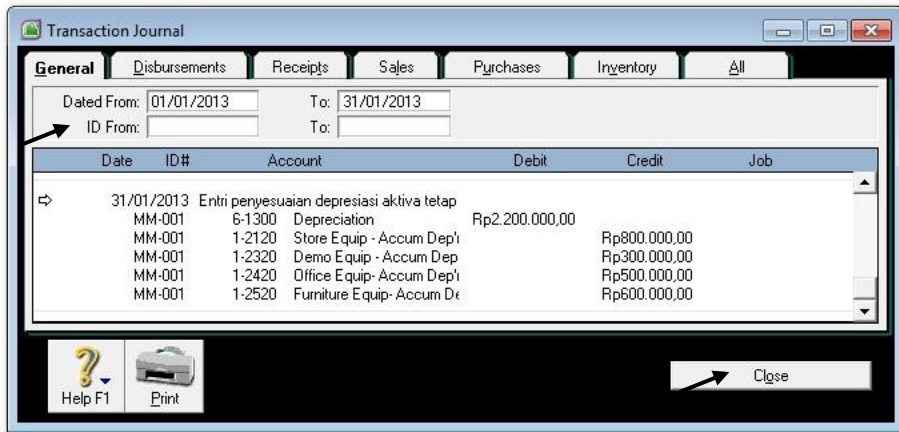 Transaction Journal
General Disbursements Receipts Sales Purchases Inventory All
Dated From: 01/01/2013 To: 31/01/2013
ID From: To:
Date ID# Account Debit Credit Job
31/01/2013 Entri penyesuaian depresiasi aktiva tetap
MM-001 6-1300 Depreciation Rp2.200.000,00
MM-001 1-2120 Store Equip - Accum Dep'r Rp800.000,00
MM-001 1-2320 Demo Equip - Accum Dep Rp300.000,00
MM-001 1-2420 Office Equip- Accum Dep'r Rp500.000,00
MM-001 1-2520 Furniture Equip- Accum De Rp600.000,00
Help F1 Print Close